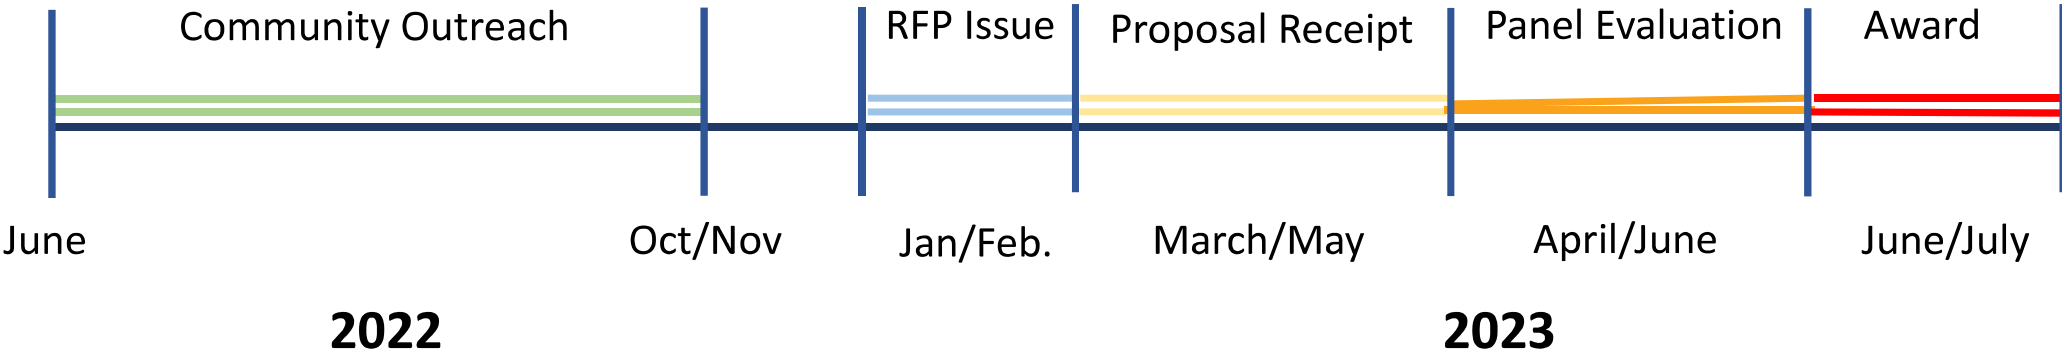 Community Outreach
RFP Issue
Proposal Receipt
Panel Evaluation
Award
June
Oct/Nov
Jan/Feb.
March/May
April/June
June/July
2022
2023